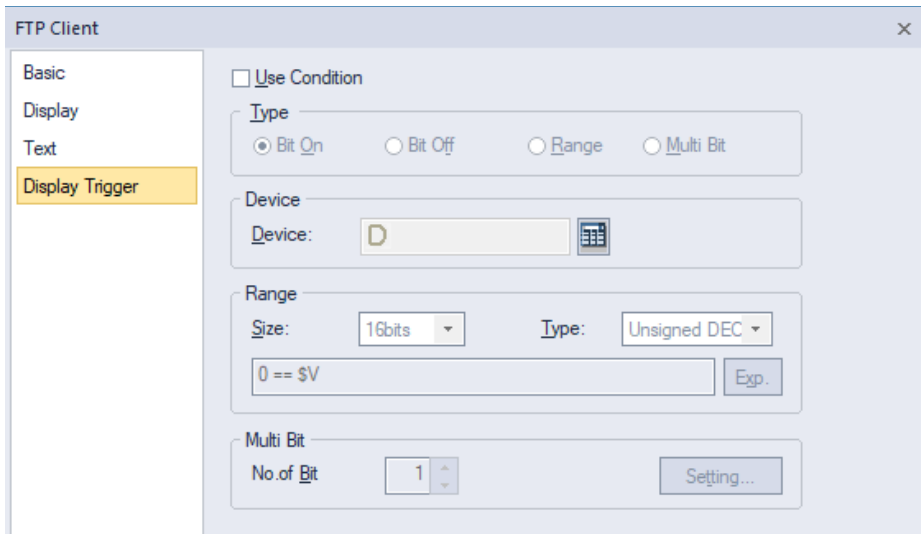 FTP Client
Basic
Display
Text
Display Trigger
Use Condition
Type
Bit On
Bit Off
Range
Multi Bit
Device
Device:
D
Range
Size:
16bits
Type:
Unsigned DEC
0 == $V
Exp.
Multi Bit
No.of Bit
1
Setting...